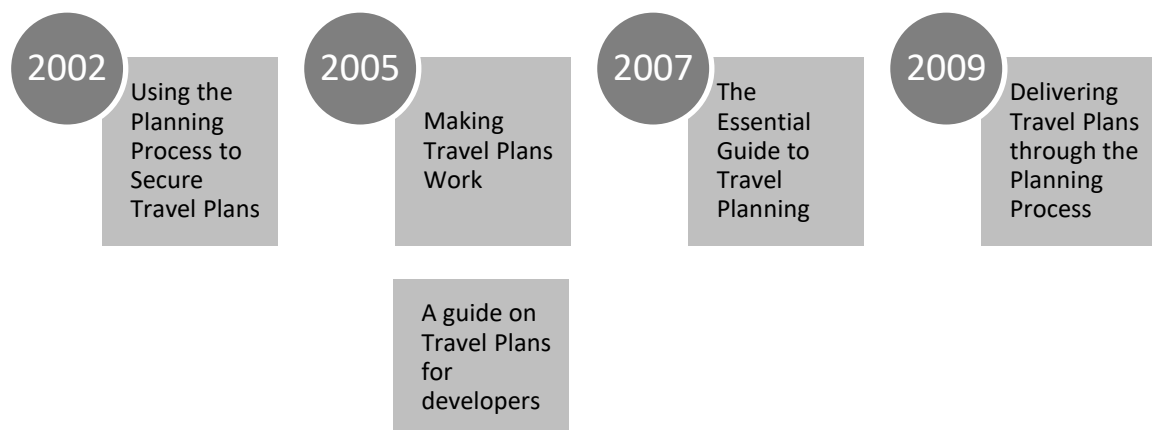 2002
Using the
Planning
Process to
Secure
Travel Plans
2005
Making
Travel Plans
Work
A guide on
Travel Plans
for
developers
2007
The
Essential
Guide to
Travel
Planning
2009
Delivering
Travel Plans
through the
Planning
Process